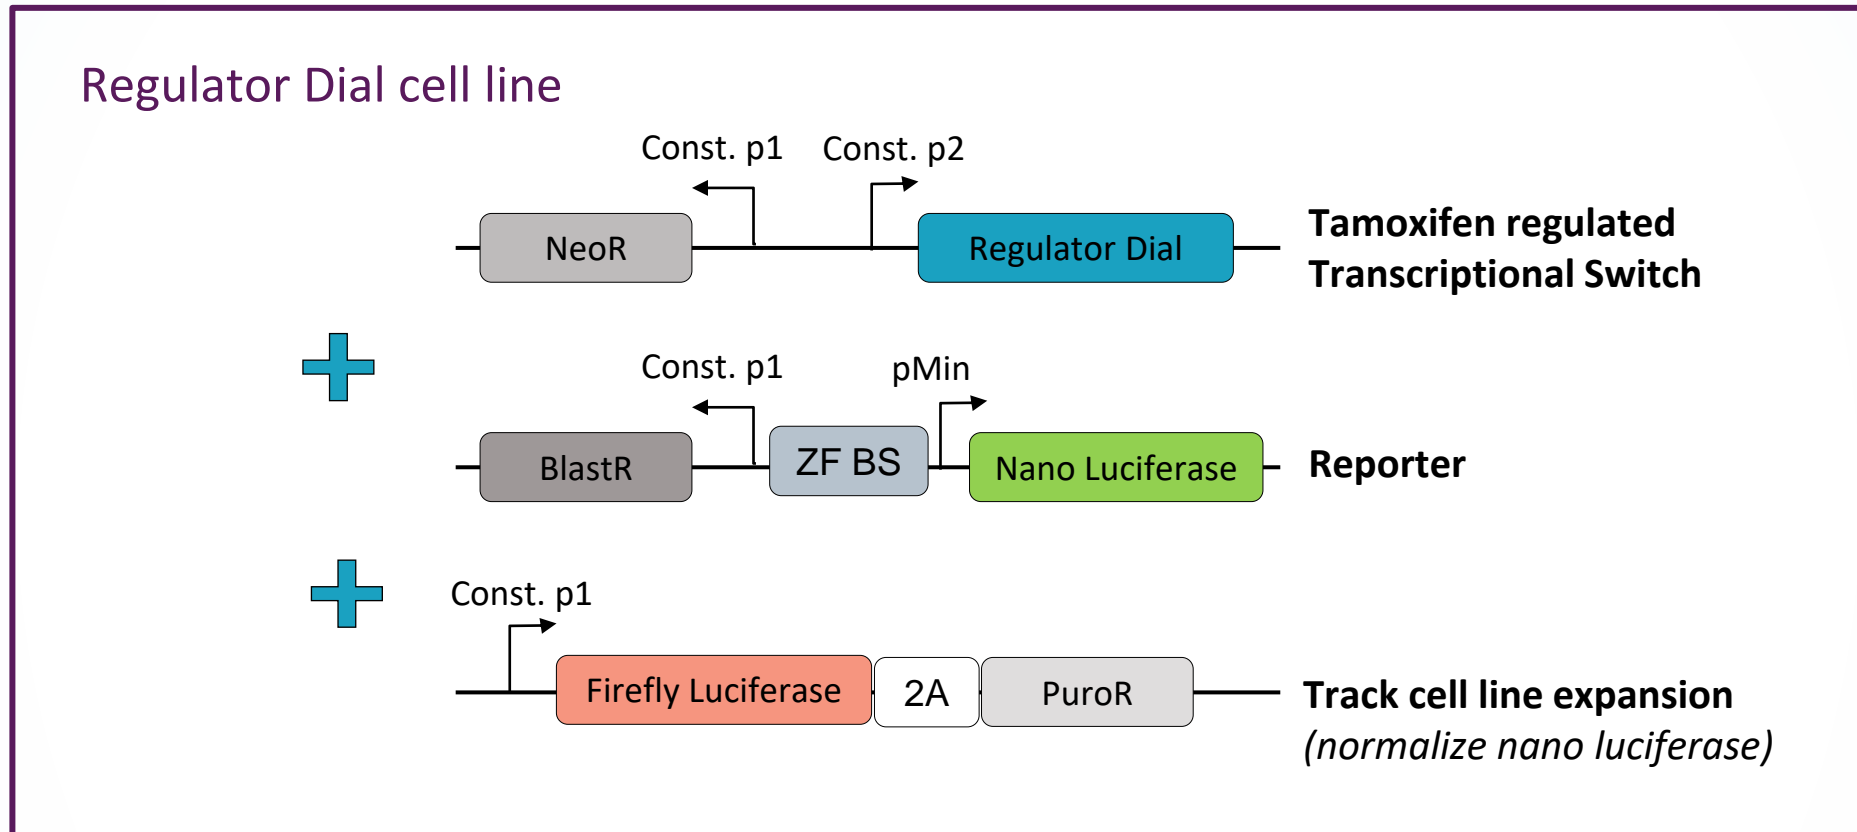 Regulator Dial cell line
Const. p1
Const. p2
NeoR
Regulator Dial
Tamoxifen regulated
Transcriptional Switch
Const. p1
pMin
BlastR
ZF BS
Nano Luciferase
Reporter
Const. p1
Firefly Luciferase
2A
PuroR
Track cell line expansion
(normalize nano luciferase)